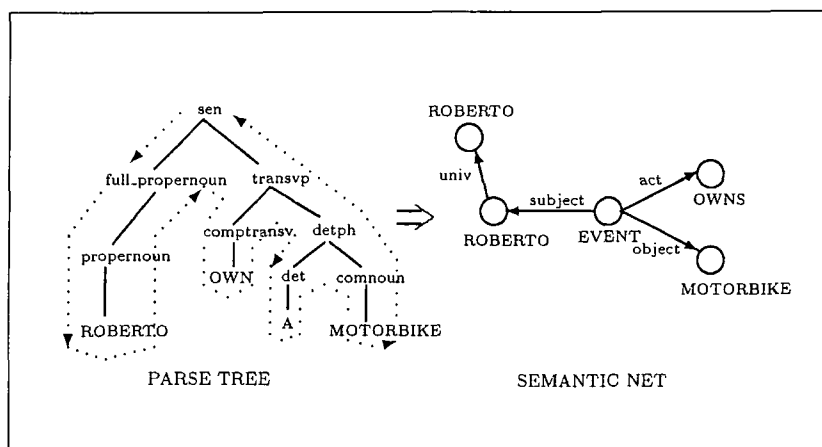 sen
full_propernoun
transvp
propernoun
comptransv.
detph
OWN
det
comnoun
ROBERTO
A
MOTORBIKE
PARSE TREE
⇒
ROBERTO
univ
act
subject
OWNS
ROBERTO
EVENT
object
MOTORBIKE
SEMANTIC NET